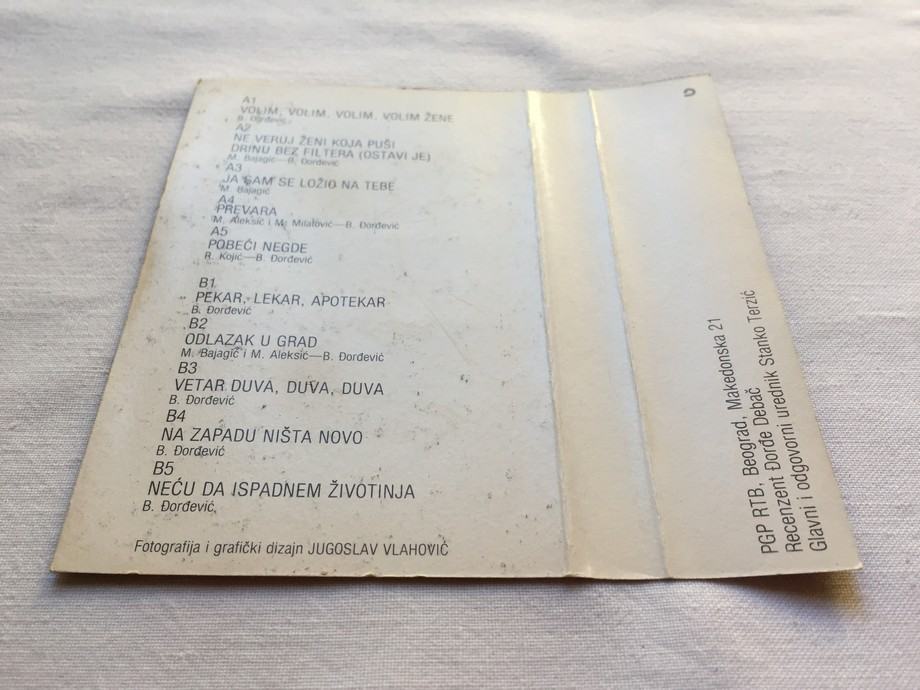 A1
VOLIM, VOLIM, VOLIM, VOLIM ŽENE
B. Đorđević
A2
NE VERUJ ŽENI KOJA PUŠI
DRINU BEZ FILTERA (OSTAVI JE)
M. Bajagić—B. Đorđević
A3
JA SAM SE LOŽIO NA TEBE
M. Bajagić
A4
PREVARA
M. Aleksić i M. Milatović—B. Đorđević
A5
POBEĆI NEGDE
R. Kojić—B. Đorđević
B1
PEKAR, LEKAR, APOTEKAR
B. Đorđević
B2
ODLAZAK U GRAD
M. Bajagić i M. Aleksić—B. Đorđević
B3
VETAR DUVA, DUVA, DUVA
B. Đorđević
B4
NA ZAPADU NIŠTA NOVO
B. Đorđević
B5
NEĆU DA ISPADNEM ŽIVOTINJA
B. Đorđević
Fotografija i grafički dizajn JUGOSLAV VLAHOVIĆ
PGP RTB, Beograd, Makedonska 21
Recenzent Đorđe Debač
Glavni i odgovorni urednik Stanko Terzić